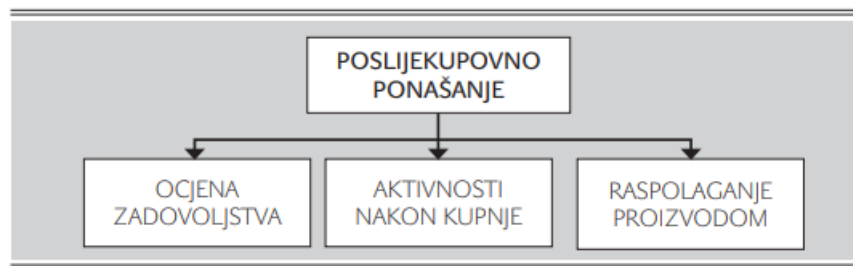 POSLIJEKUPOVNO
PONAŠANJE
OCJENA
ZADOVOLJSTVA
AKTIVNOSTI
NAKON KUPNJE
RASPOLAGANJE
PROIZVODOM